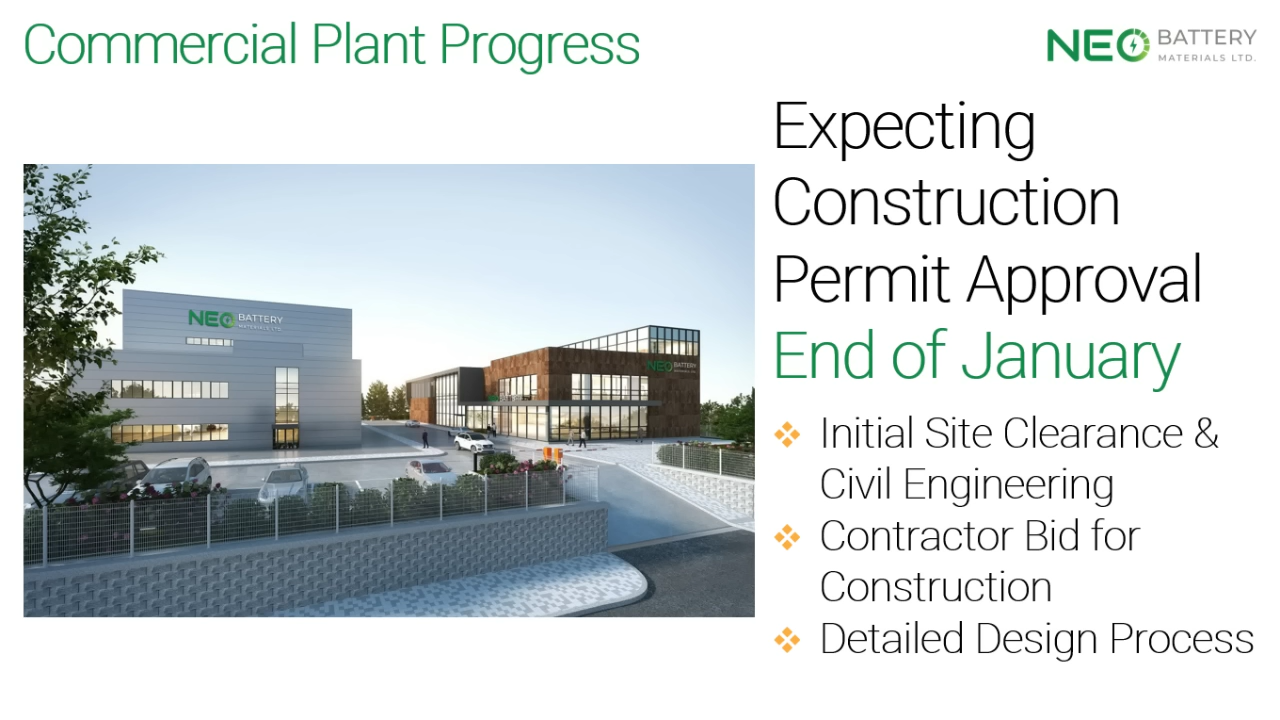 Commercial Plant Progress
NEO BATTERY
MATERIALS LTD.
Expecting
Construction
Permit Approval
End of January
Initial Site Clearance &
Civil Engineering
Contractor Bid for
Construction
Detailed Design Process
NEO BATTERY
MATERIALS LTD.
NEO BATTERY